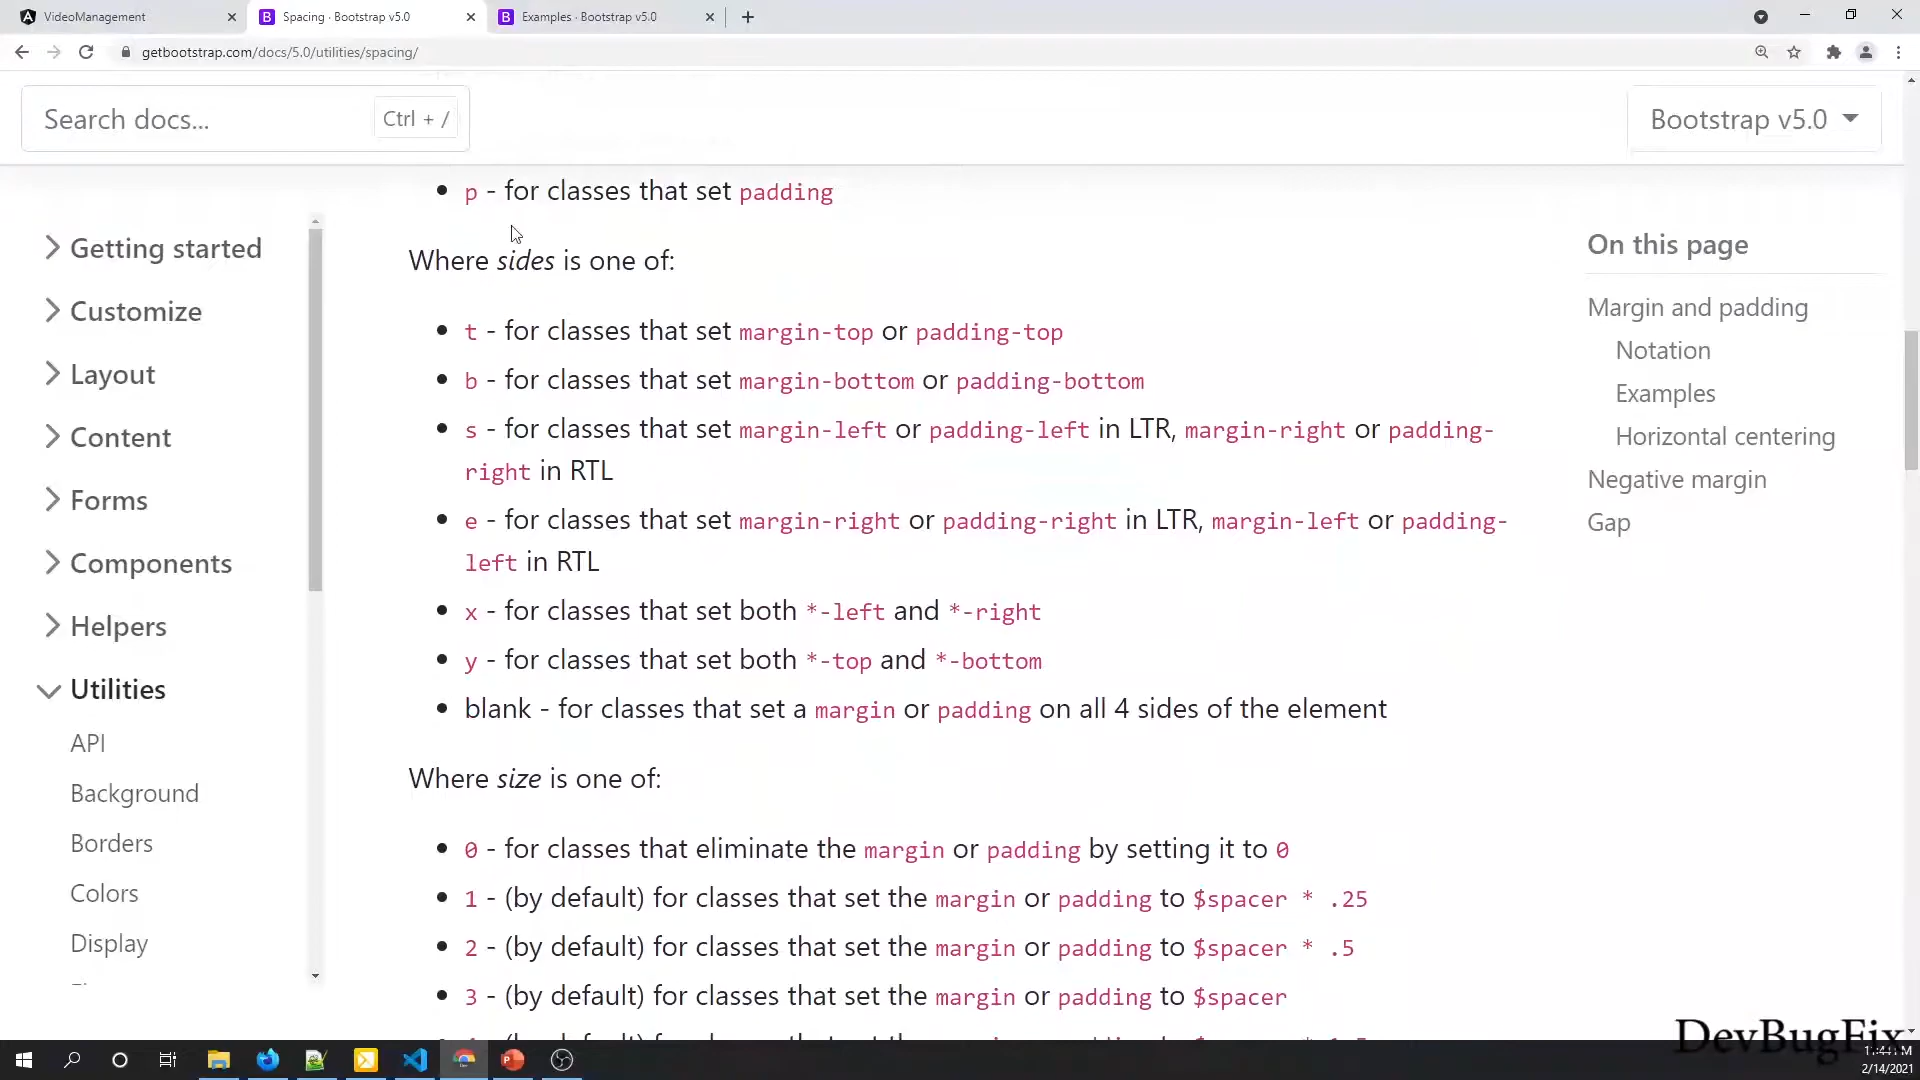 VideoManagement
Spacing · Bootstrap v5.0
Examples · Bootstrap v5.0
getbootstrap.com/docs/5.0/utilities/spacing/
Search docs...
Ctrl + /
Bootstrap v5.0
Getting started
Customize
Layout
Content
Forms
Components
Helpers
Utilities
API
Background
Borders
Colors
Display
p - for classes that set padding
Where sides is one of:
t - for classes that set margin-top or padding-top
b - for classes that set margin-bottom or padding-bottom
s - for classes that set margin-left or padding-left in LTR, margin-right or padding-
right in RTL
e - for classes that set margin-right or padding-right in LTR, margin-left or padding-
left in RTL
x - for classes that set both *-left and *-right
y - for classes that set both *-top and *-bottom
blank - for classes that set a margin or padding on all 4 sides of the element
Where size is one of:
0 - for classes that eliminate the margin or padding by setting it to 0
1 - (by default) for classes that set the margin or padding to $spacer * .25
2 - (by default) for classes that set the margin or padding to $spacer * .5
3 - (by default) for classes that set the margin or padding to $spacer
On this page
Margin and padding
Notation
Examples
Horizontal centering
Negative margin
Gap
DevBugFix
2/14/2021